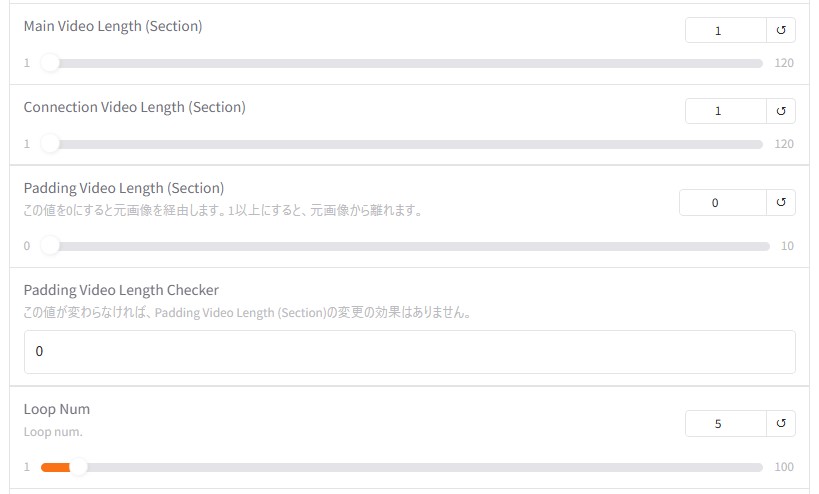 Main Video Length (Section)
1 ↺
1 120
Connection Video Length (Section)
1 ↺
1 120
Padding Video Length (Section)
この値を0にすると元画像を経由します。1以上にすると、元画像から離れます。
0 ↺
0 10
Padding Video Length Checker
この値が変わらなければ、Padding Video Length (Section)の変更の効果はありません。
0
Loop Num
Loop num.
5 ↺
1 100